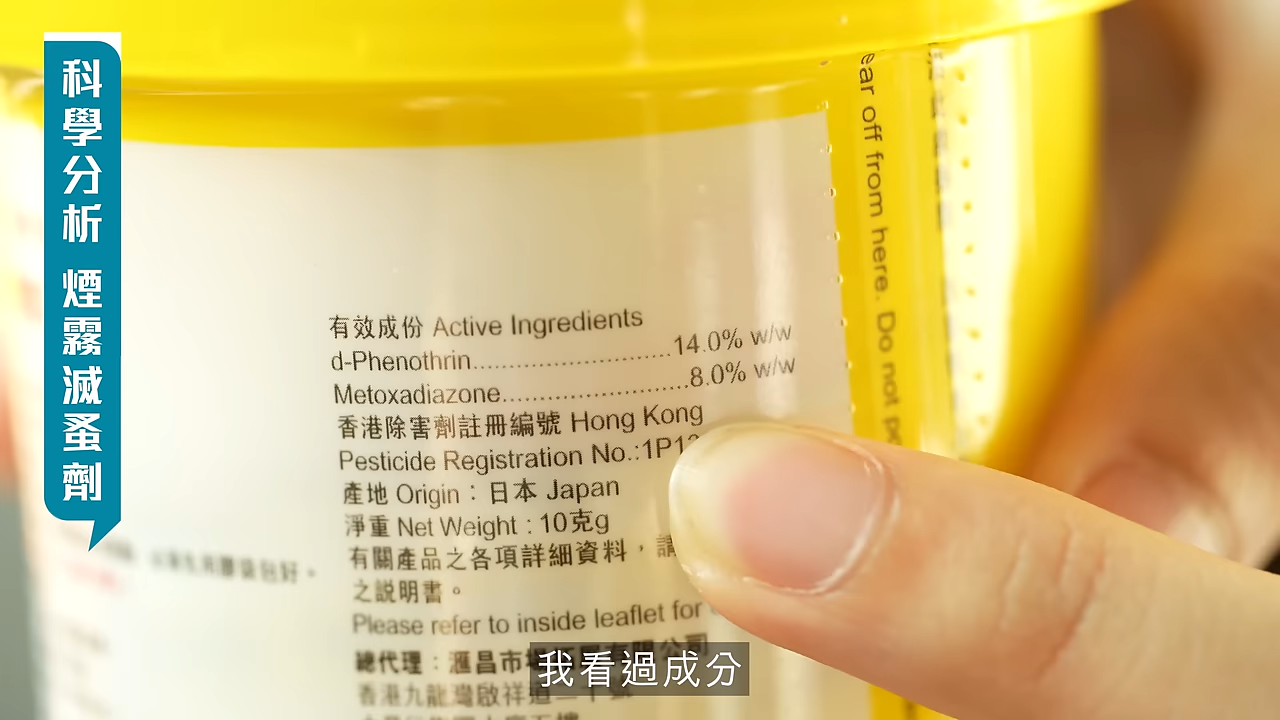 科學分析 煙霧滅蚤劑
ear off from here. Do not
有效成份 Active Ingredients
d-Phenothrin..............................14.0% w/w
Metoxadiazone............................8.0% w/w
香港除害劑註冊編號 Hong Kong
Pesticide Registration No.:1P1
產地 Origin：日本 Japan
淨重 Net Weight : 10克g
有關產品之各項詳細資料，請
之說明書。
Please refer to inside leaflet for
總代理：滙昌市
香港九龍灣啟祥道二十號
我看過成分